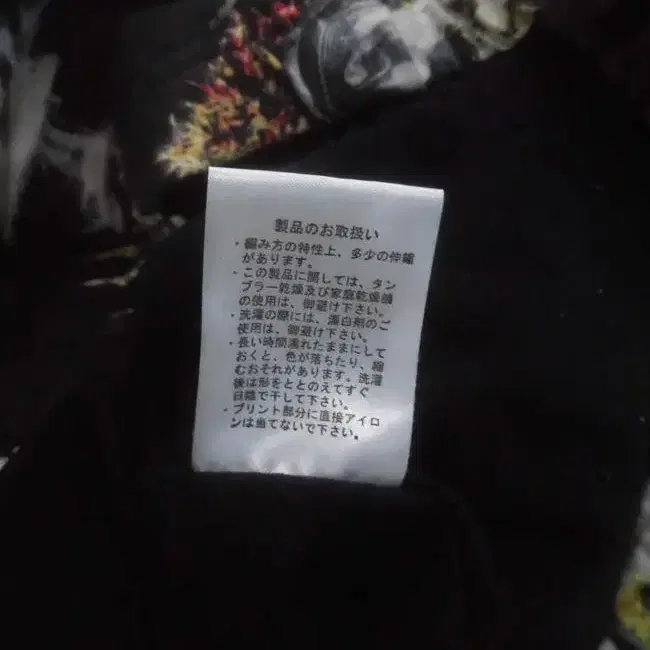 製品のお取扱い
・編み方の特性上、多少の伸縮
があります。
・この製品に関しては、タン
ブラー乾燥及び家庭乾燥機
の使用は、御避け下さい。
・洗濯の際には、漂白剤のご
使用は、御避け下さい。
・長い時間濡れたままにして
おくと、色が落ちたり、縮
むおそれがあります。洗濯
後は形をととのえてすぐ
日陰で干して下さい。
・プリント部分に直接アイロ
ンは当てないで下さい。